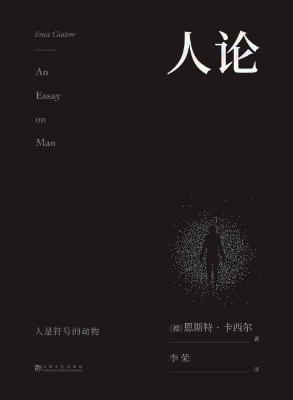 Ernst Cassirer
人论
An
Essay
on
Man
[德]恩斯特·卡西尔
著
人是符号的动物
李荣
译